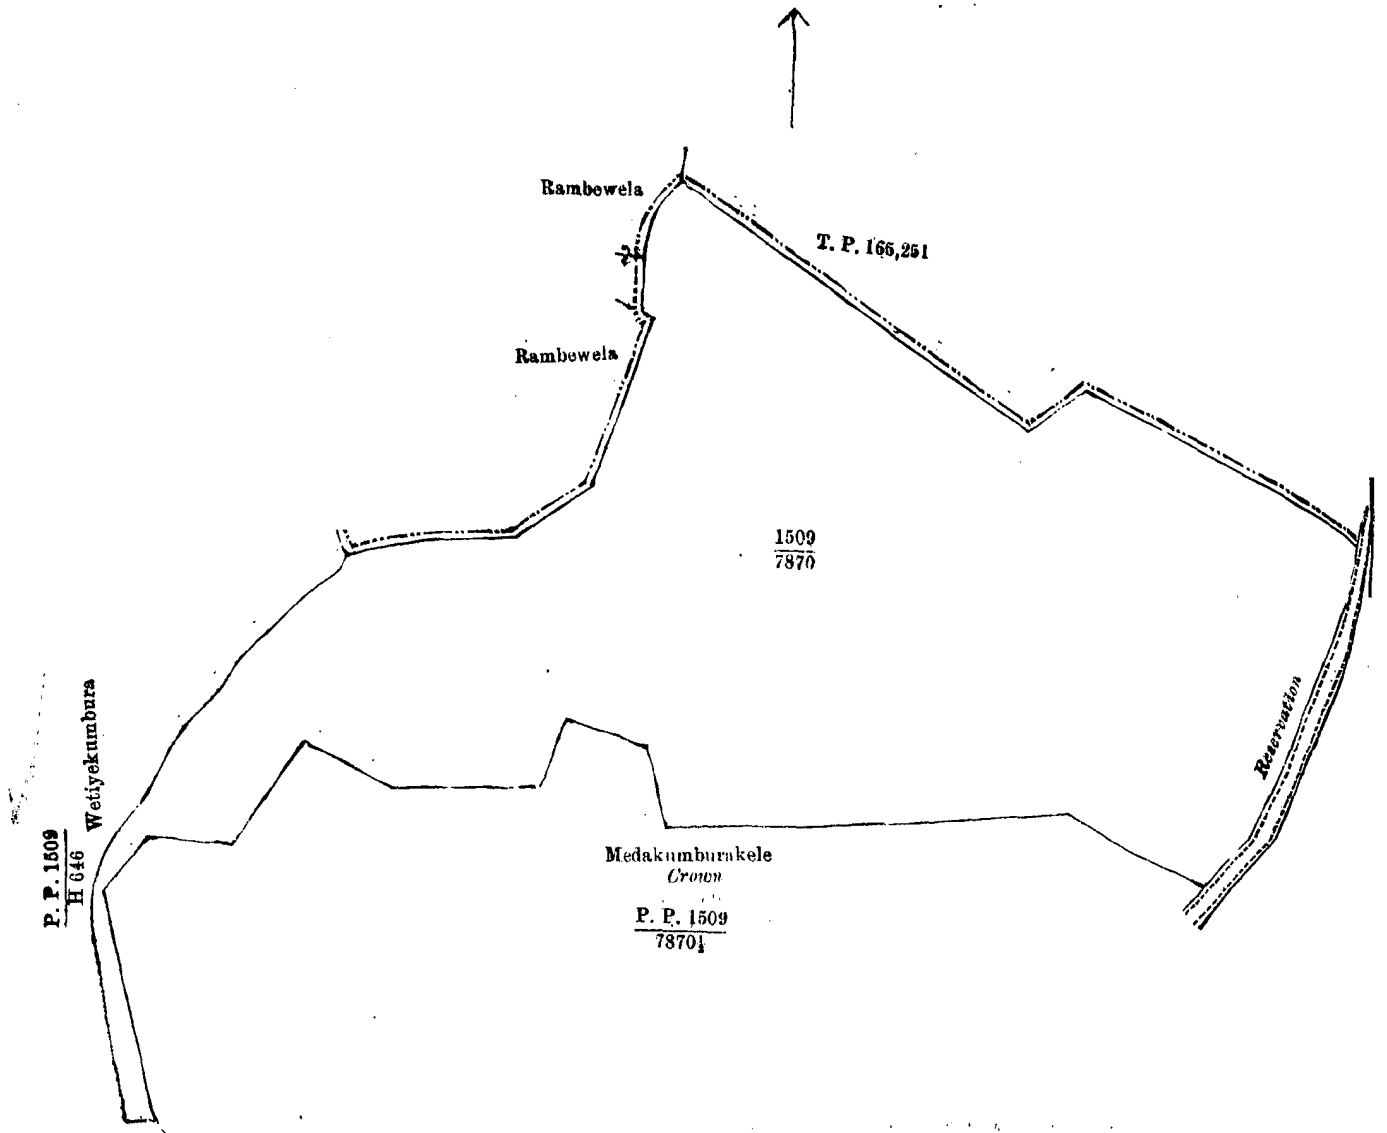 Rambewela
T. P. 166,251
Rambewela
1509
7870
Reservation
Wetiyekumbura
P. P. 1509
H 646
Medakumburakele
Crown
P. P. 1509
7870½